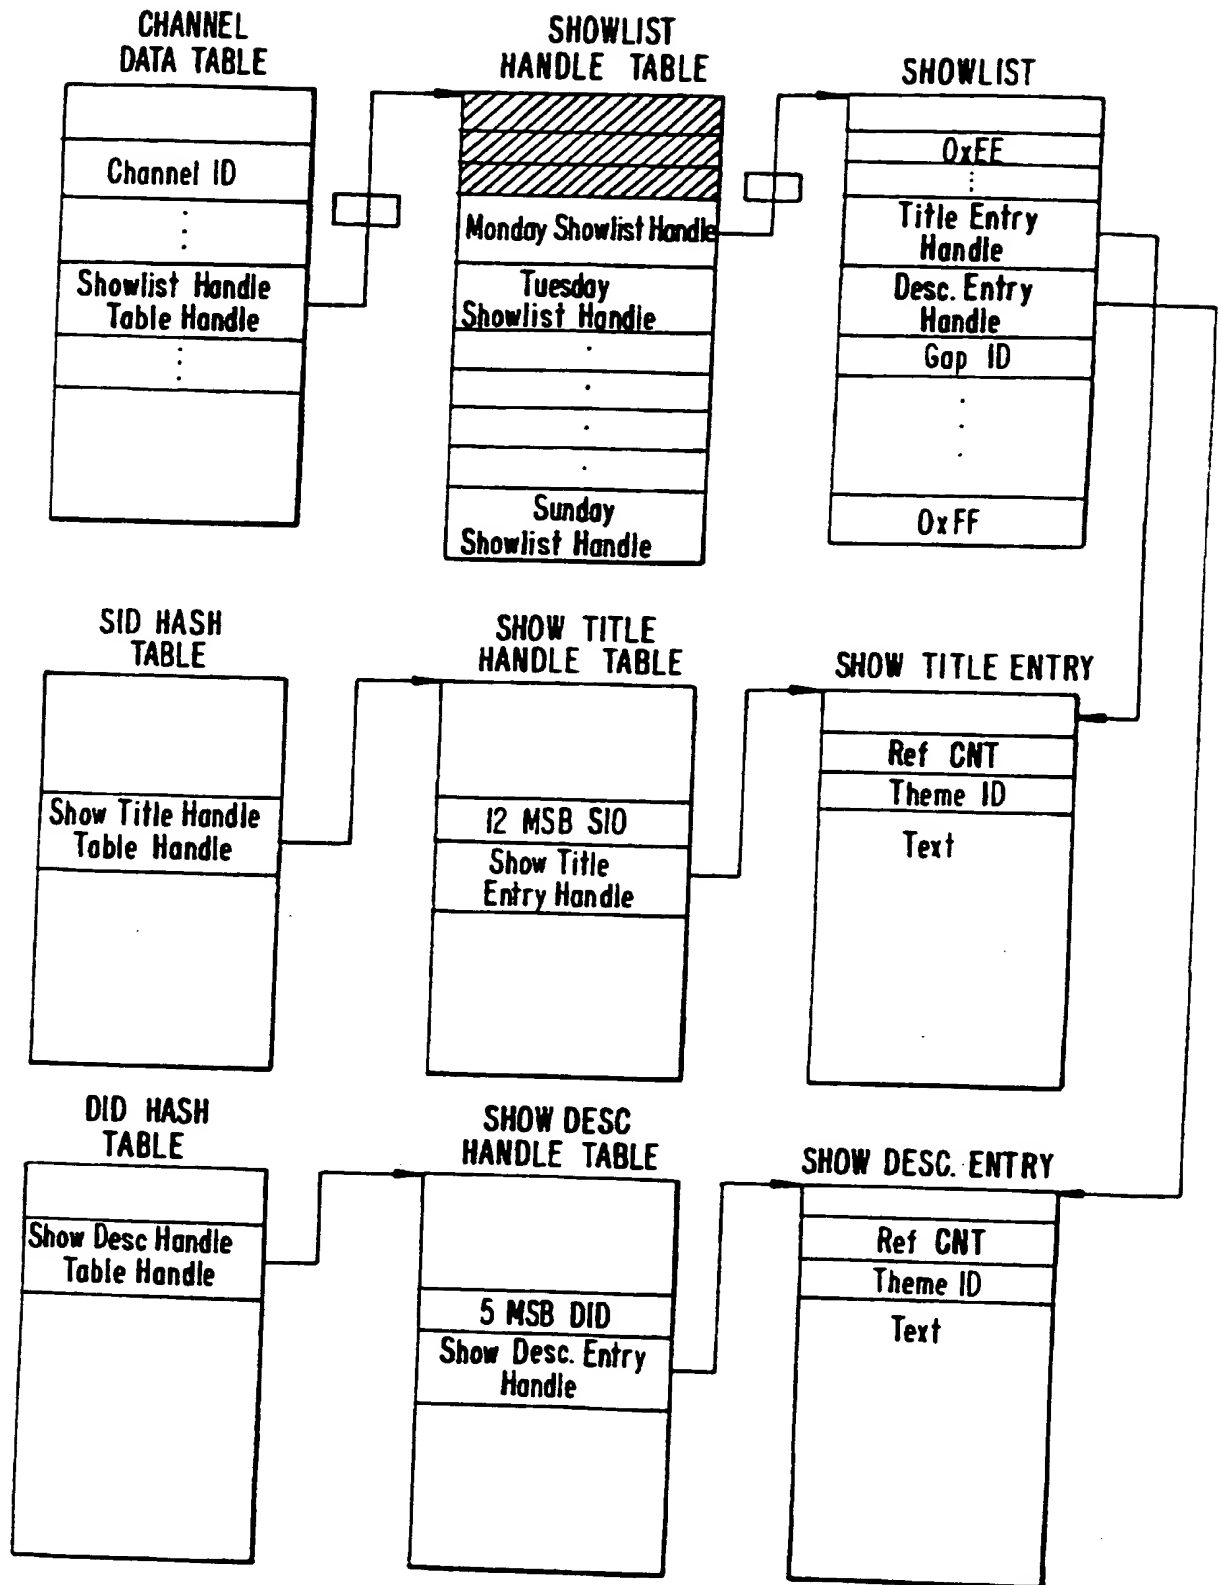 CHANNEL
DATA TABLE
Channel ID
Showlist Handle
Table Handle
SHOWLIST
HANDLE TABLE
Monday Showlist Handle
Tuesday
Showlist Handle
Sunday
Showlist Handle
SHOWLIST
0xEE
Title Entry
Handle
Desc. Entry
Handle
Gap ID
0xFF
SID HASH
TABLE
Show Title Handle
Table Handle
SHOW TITLE
HANDLE TABLE
12 MSB SIO
Show Title
Entry Handle
SHOW TITLE ENTRY
Ref CNT
Theme ID
Text
DID HASH
TABLE
Show Desc Handle
Table Handle
SHOW DESC
HANDLE TABLE
5 MSB DID
Show Desc. Entry
Handle
SHOW DESC. ENTRY
Ref CNT
Theme ID
Text